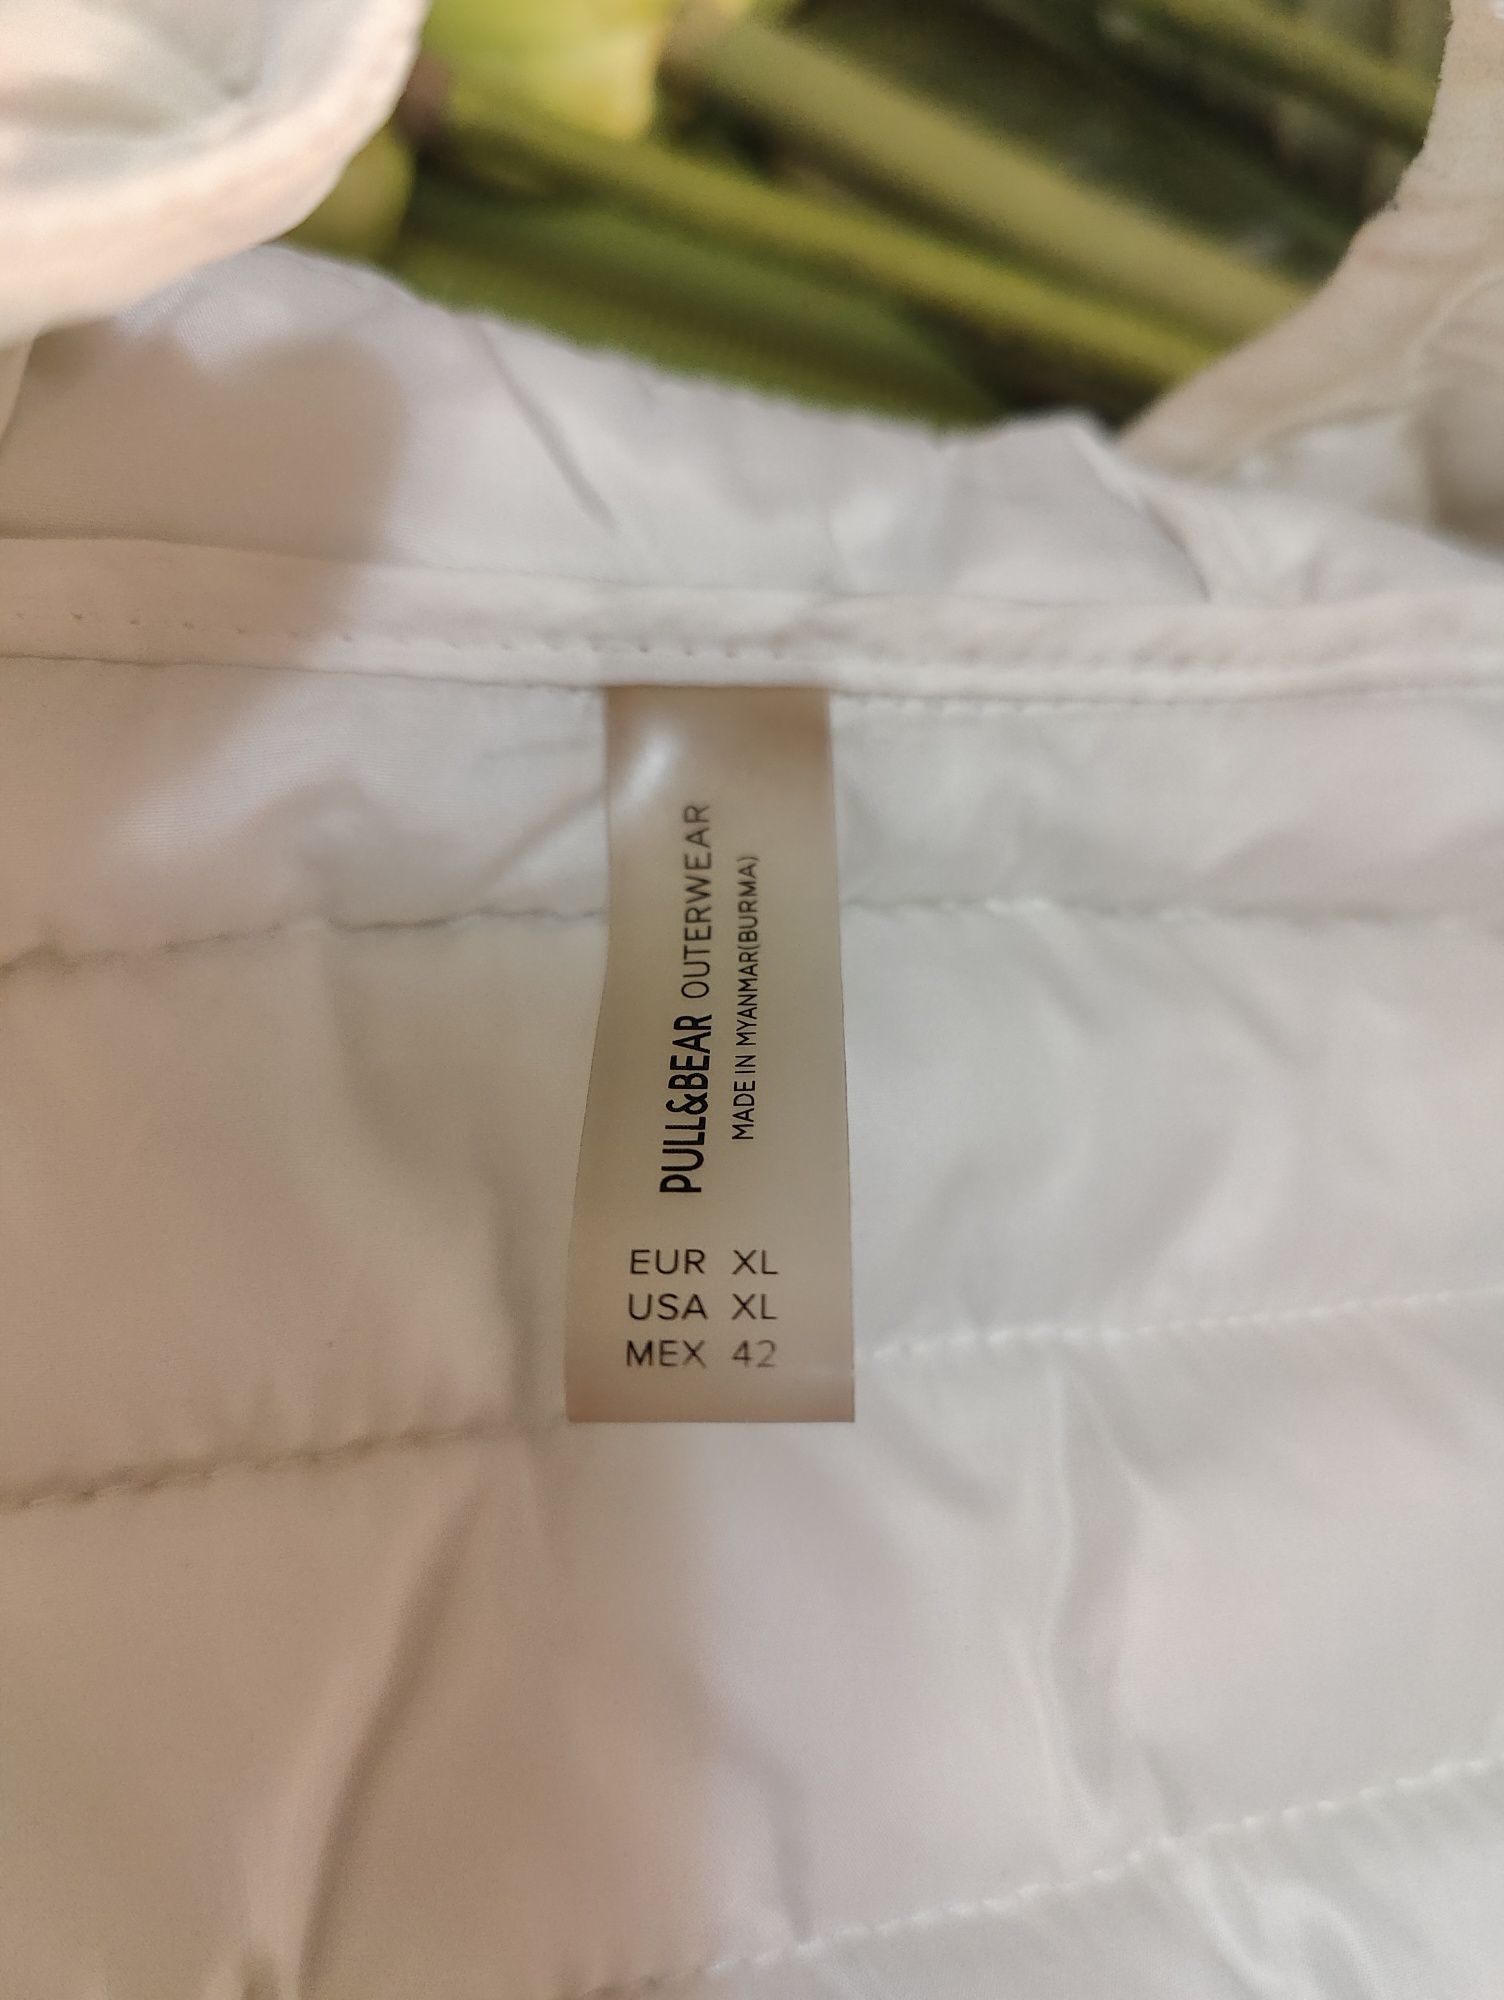 PULL&BEAR OUTERWEAR
MADE IN MYANMAR(BURMA)
EUR XL
USA XL
MEX 42